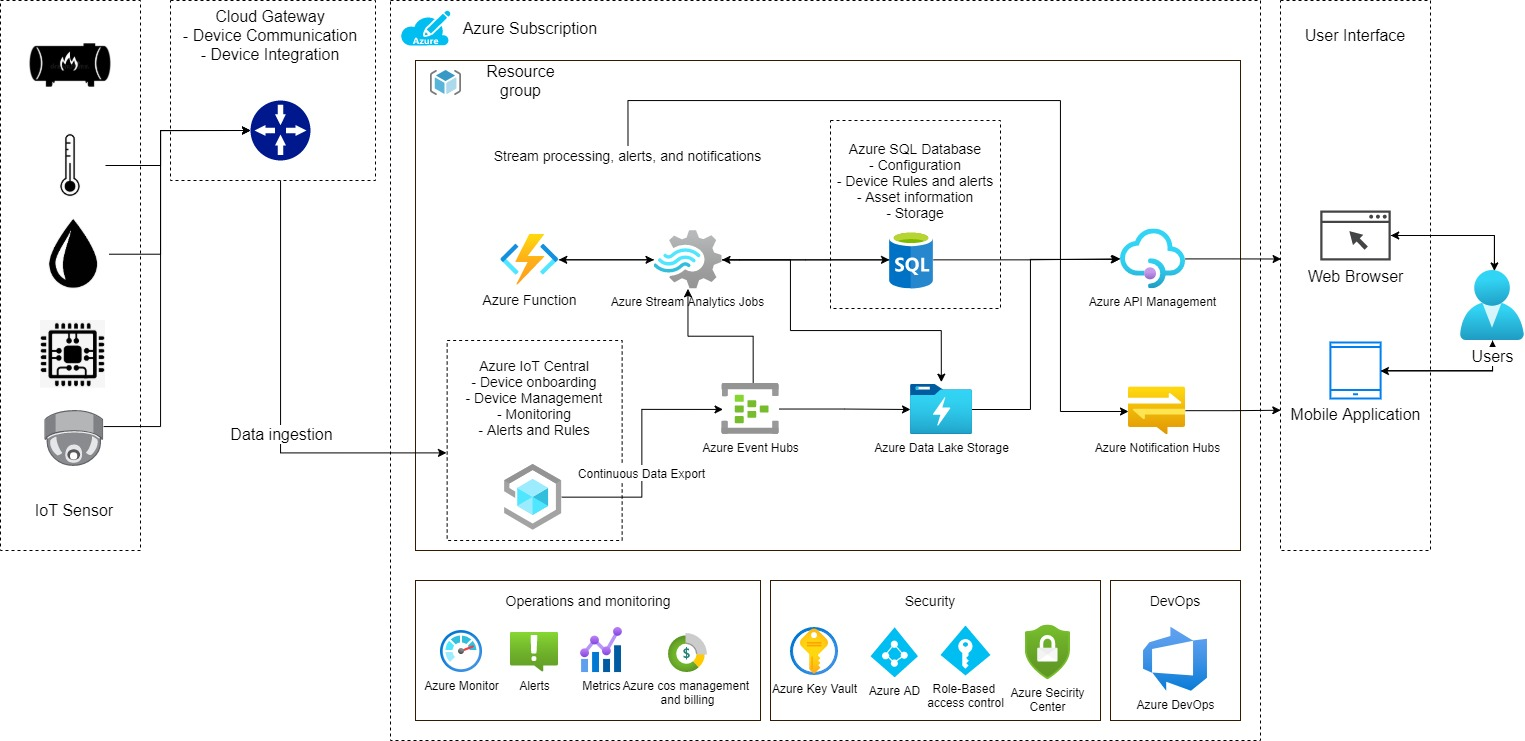 Cloud Gateway
- Device Communication
- Device Integration
Azure
Azure Subscription
User Interface
Resource
group
Stream processing, alerts, and notifications
Azure SQL Database
- Configuration
- Device Rules and alerts
- Asset information
- Storage
SQL
Azure Function
Azure Stream Analytics Jobs
Azure API Management
Web Browser
Users
Azure IoT Central
- Device onboarding
- Device Management
- Monitoring
- Alerts and Rules
Mobile Application
Data ingestion
Azure Event Hubs
Azure Data Lake Storage
Azure Notification Hubs
Continuous Data Export
IoT Sensor
Operations and monitoring
Security
DevOps
$
Azure Monitor
Alerts
Metrics
Azure cos management
and billing
Azure Key Vault
Azure AD
Role-Based
access control
Azure Secirity
Center
Azure DevOps